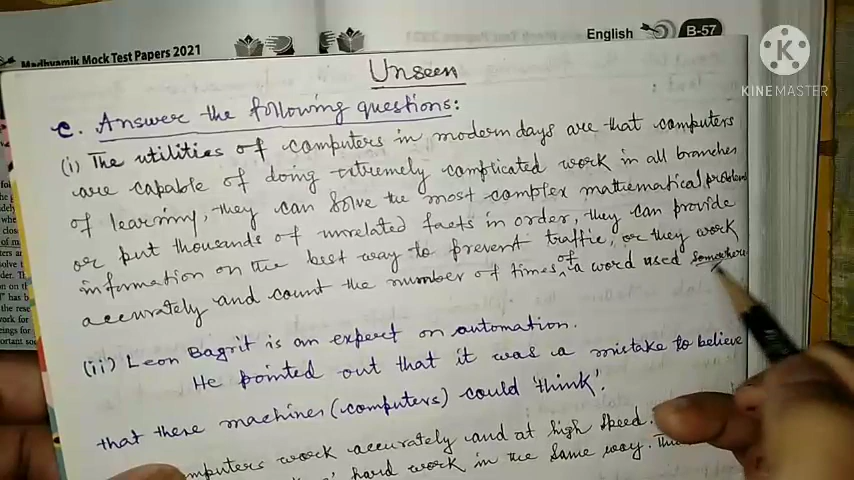 English B-57
Madhyamik Mock Test Papers 2021
KINEMASTER
Unseen
c. Answer the following questions:
(i) The utilities of computers in modern days are that computers
are capable of doing extremely complicated work in all branches
of learning, they can solve the most complex mathematical problems
or put thousands of unrelated facts in order, they can provide
information on the best way to prevent traffic, or they work
accurately and count the number of times of a word used somewhere
(ii) Leon Bagrit is an expert on automation.
He pointed out that it was a mistake to believe
that these machines (computers) could 'think'.
computers work accurately and at high speed.
hard work in the same way.